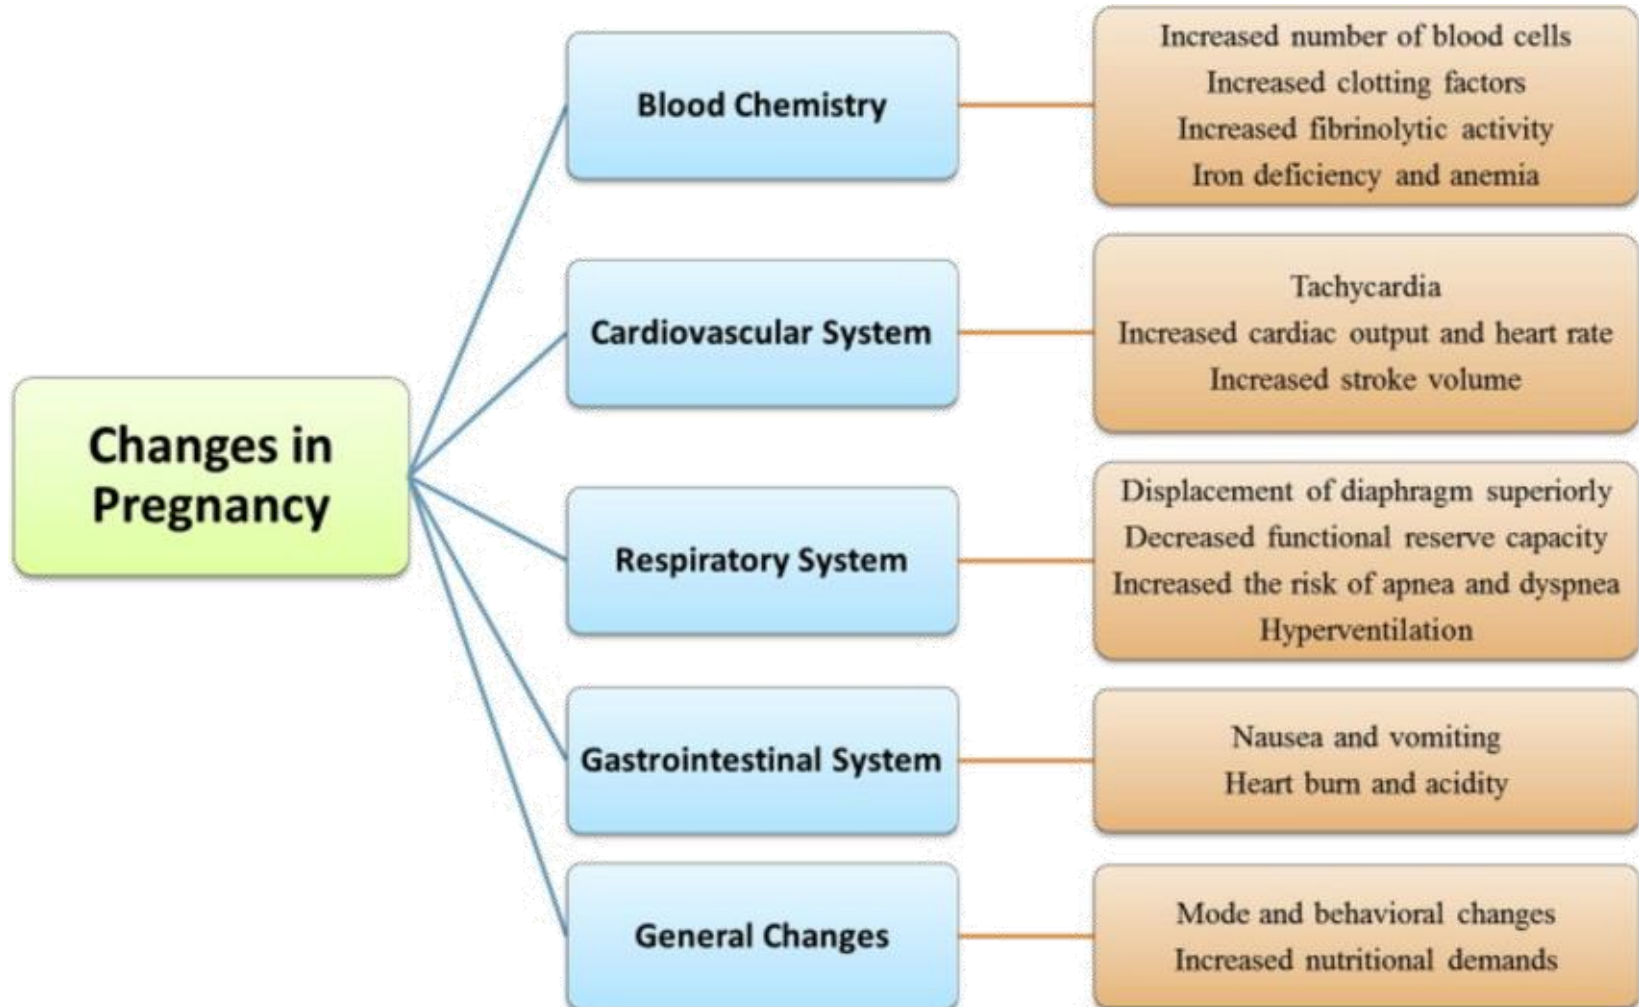 Changes in
Pregnancy
Blood Chemistry
Increased number of blood cells
Increased clotting factors
Increased fibrinolytic activity
Iron deficiency and anemia
Cardiovascular System
Tachycardia
Increased cardiac output and heart rate
Increased stroke volume
Respiratory System
Displacement of diaphragm superiorly
Decreased functional reserve capacity
Increased the risk of apnea and dyspnea
Hyperventilation
Gastrointestinal System
Nausea and vomiting
Heart burn and acidity
General Changes
Mode and behavioral changes
Increased nutritional demands